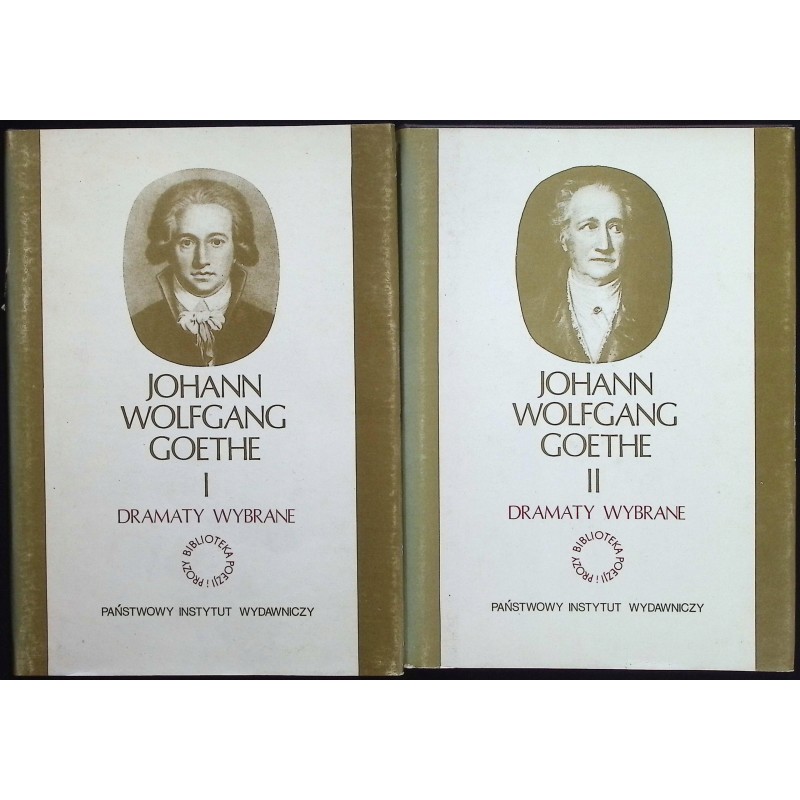 JOHANN
WOLFGANG
GOETHE
I
DRAMATY WYBRANE
BIBLIOTEKA POEZJI i PROZY
PAŃSTWOWY INSTYTUT WYDAWNICZY
JOHANN
WOLFGANG
GOETHE
II
DRAMATY WYBRANE
BIBLIOTEKA POEZJI i PROZY
PAŃSTWOWY INSTYTUT WYDAWNICZY